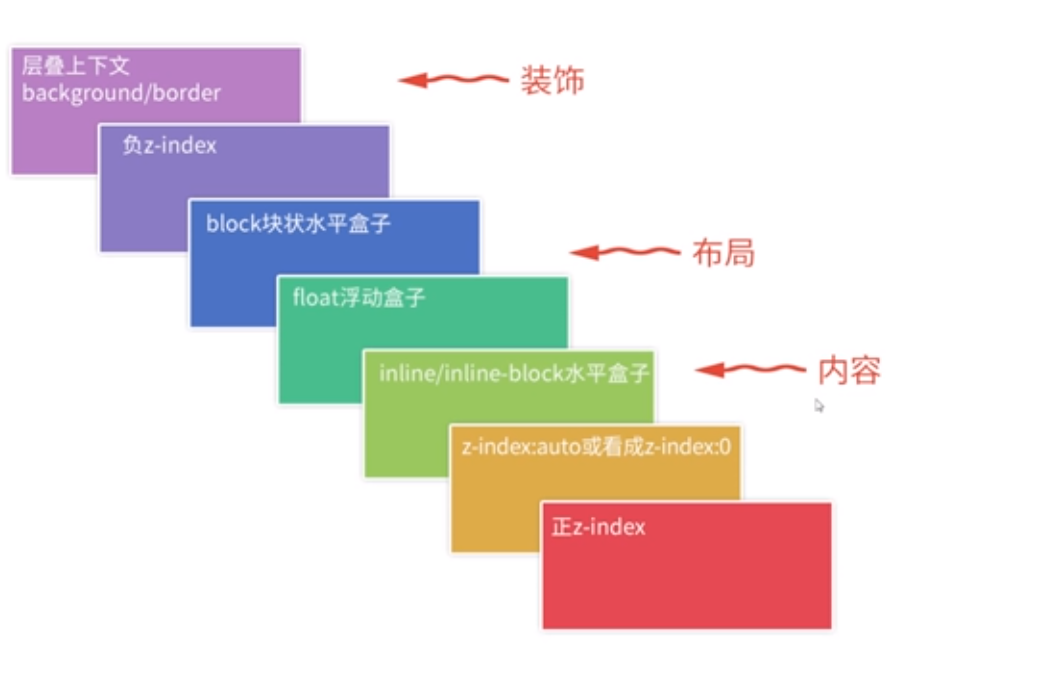 层叠上下文
background/border
装饰
负z-index
block块状水平盒子
布局
float浮动盒子
inline/inline-block水平盒子
内容
z-index:auto或看成z-index:0
正z-index